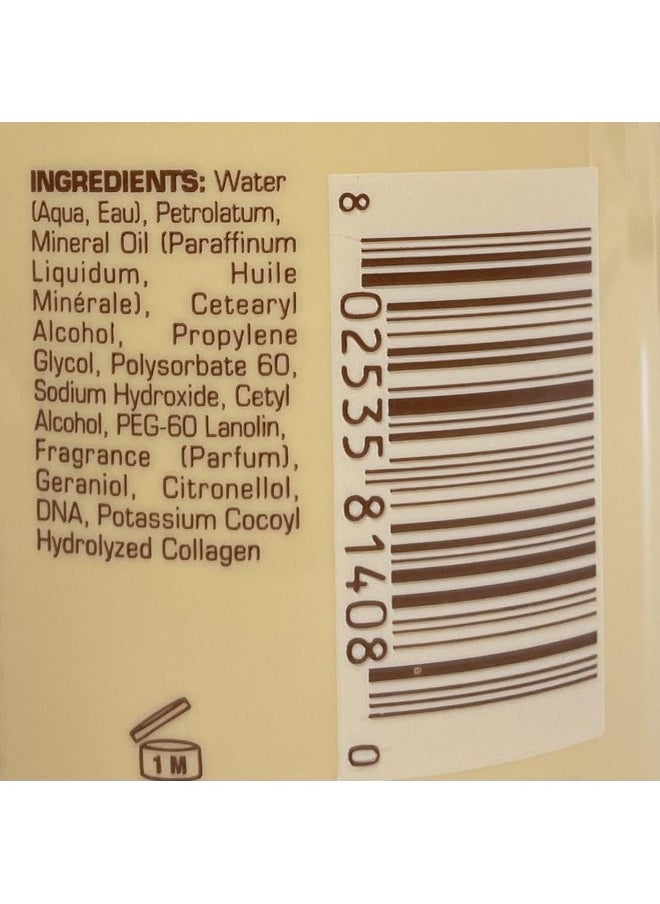 INGREDIENTS: Water
(Aqua, Eau), Petrolatum,
Mineral Oil (Paraffinum
Liquidum, Huile
Minérale), Cetearyl
Alcohol, Propylene
Glycol, Polysorbate 60,
Sodium Hydroxide, Cetyl
Alcohol, PEG-60 Lanolin,
Fragrance (Parfum),
Geraniol, Citronellol,
DNA, Potassium Cocoyl
Hydrolyzed Collagen
1 M
8 02535 81408 0